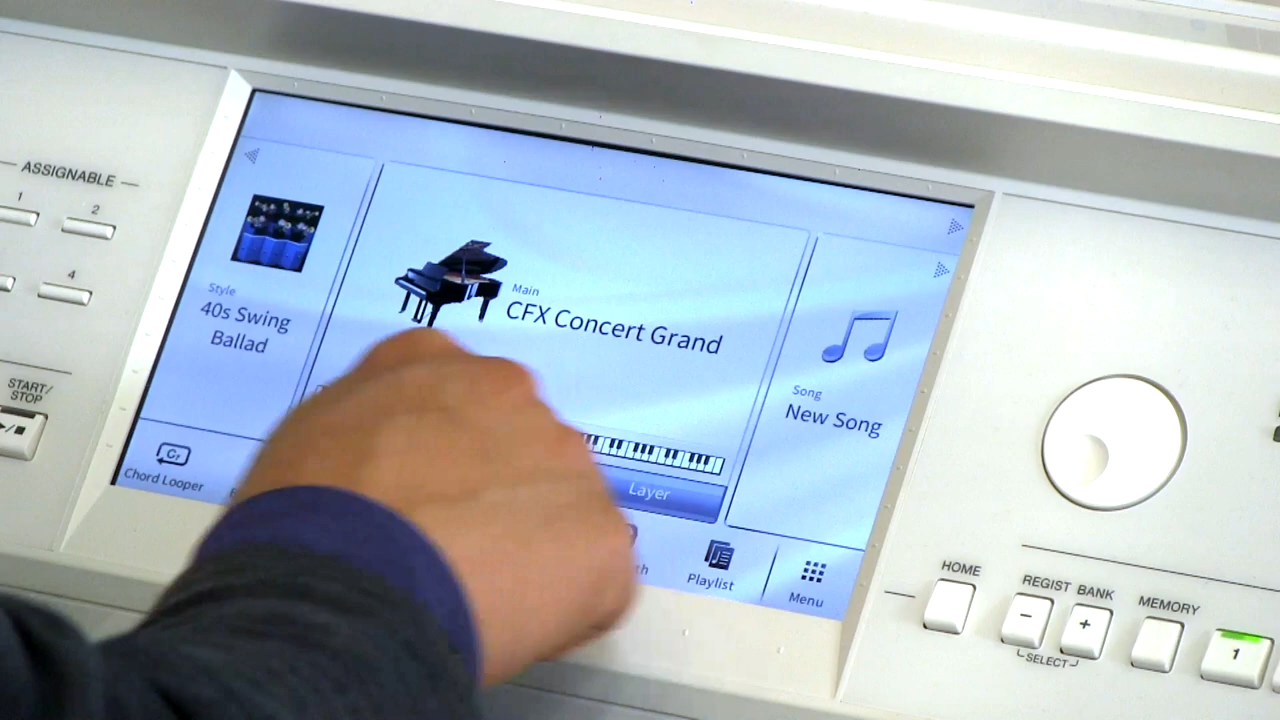 ASSIGNABLE
1
2
4
START/
STOP
Style
40s Swing
Ballad
Main
CFX Concert Grand
Song
New Song
Layer
Chord Looper
Playlist
Menu
HOME
REGIST BANK
MEMORY
−
+
1
SELECT